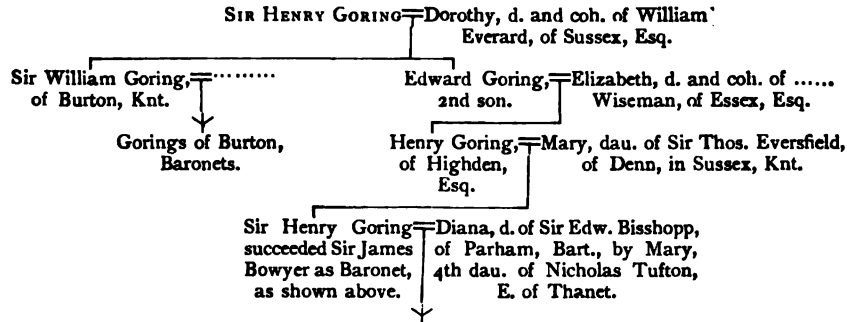 SIR HENRY GORING=Dorothy, d. and coh. of William
Everard, of Sussex, Esq.
Sir William Goring,=..........
of Burton, Knt.
Gorings of Burton,
Baronets.
Edward Goring,=Elizabeth, d. and coh. of ......
2nd son.
Wiseman, of Essex, Esq.
Henry Goring,=Mary, dau. of Sir Thos. Eversfield,
of Highden,
Esq.
of Denn, in Sussex, Knt.
Sir Henry Goring=Diana, d. of Sir Edw. Bisshopp,
succeeded Sir James
Bowyer as Baronet,
as shown above.
of Parham, Bart., by Mary,
4th dau. of Nicholas Tufton,
E. of Thanet.